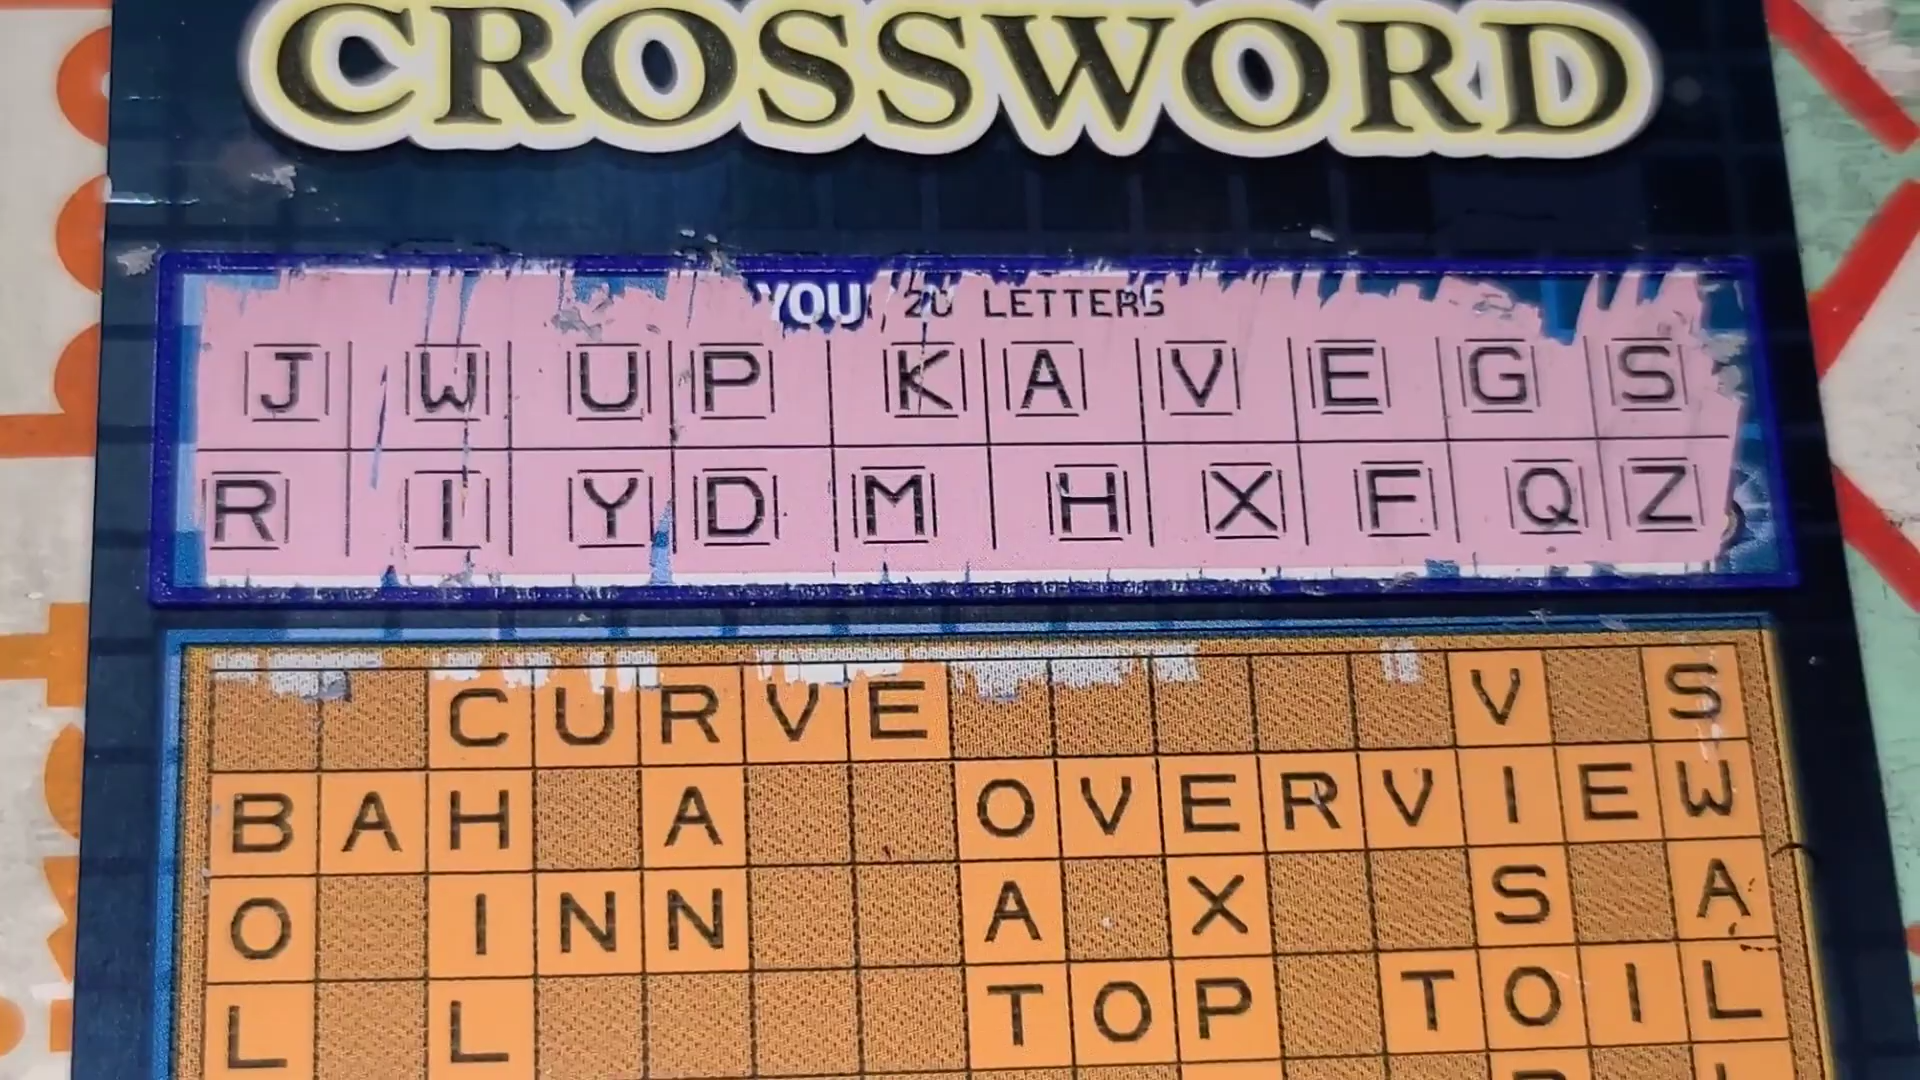 CROSSWORD
YOU 20 LETTERS
J W U P K A V E G S
R I Y D M H X F Q Z
C U R V E V S
B A H A O V E R V I E W
O I N N A X S A
L L T O P T O I L